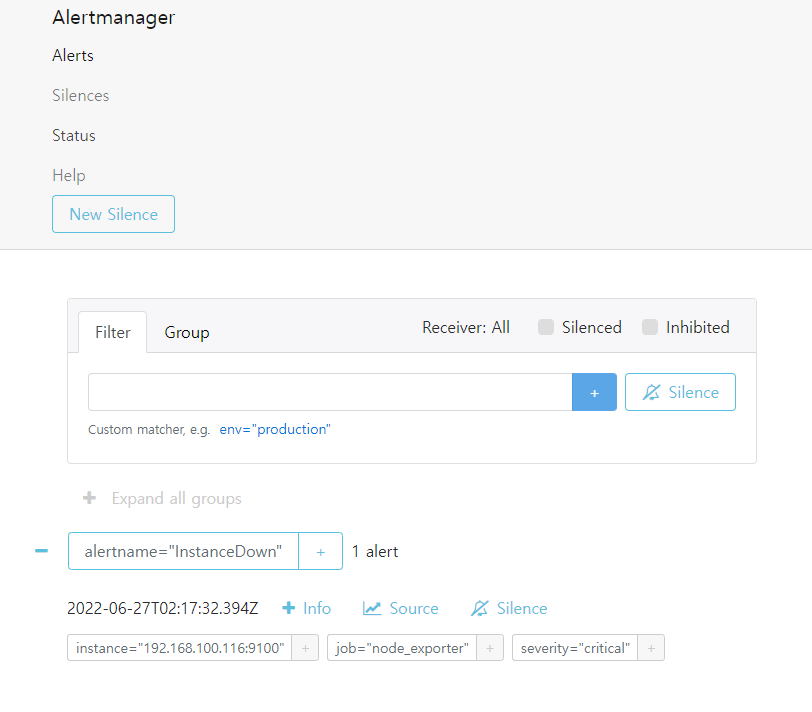 Alertmanager
Alerts
Silences
Status
Help
New Silence
Filter Group Receiver: All Silenced Inhibited
+ Silence
Custom matcher, e.g. env="production"
+ Expand all groups
alertname="InstanceDown" + 1 alert
2022-06-27T02:17:32.394Z + Info Source Silence
instance="192.168.100.116:9100" + job="node_exporter" + severity="critical" +